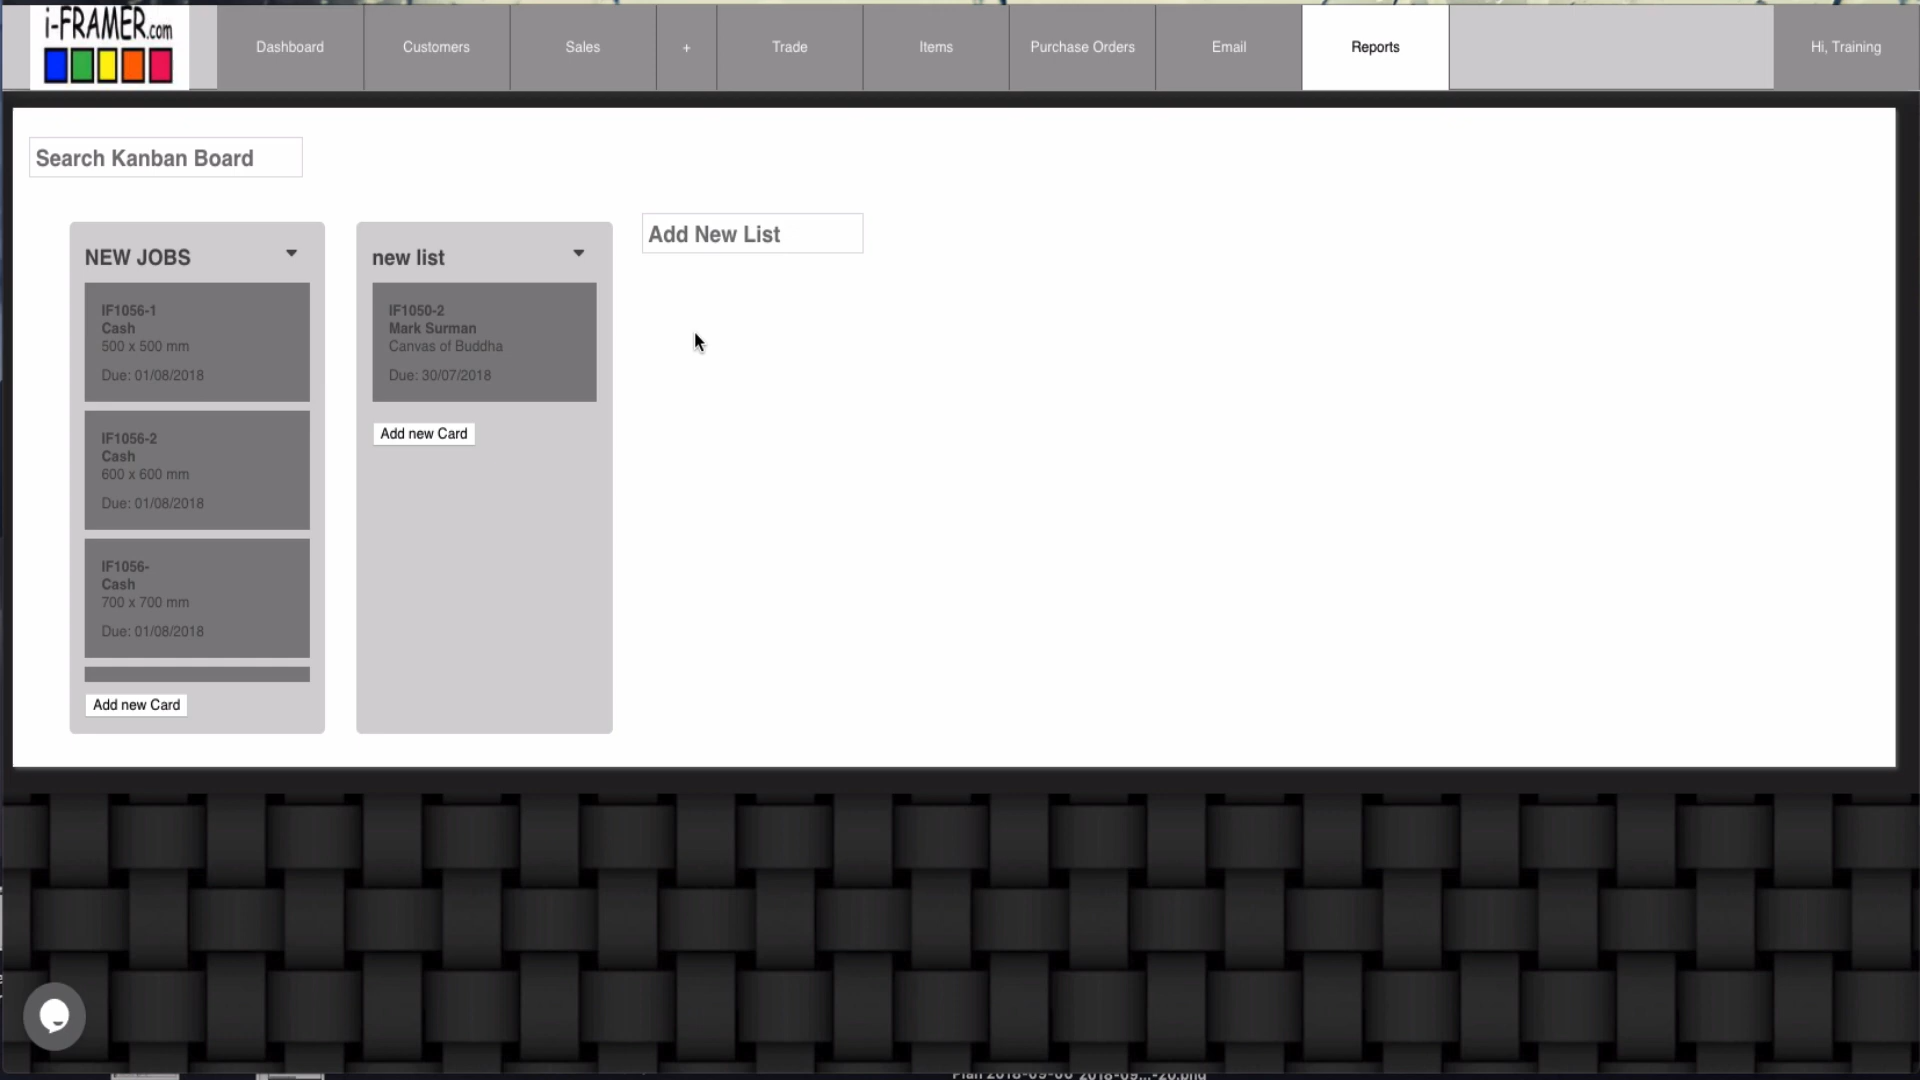 i-FRAMER.com
Dashboard
Customers
Sales
+
Trade
Items
Purchase Orders
Email
Reports
Hi, Training
Search Kanban Board
Add New List
NEW JOBS
IF1056-1
Cash
500 x 500 mm
Due: 01/08/2018
IF1056-2
Cash
600 x 600 mm
Due: 01/08/2018
IF1056-
Cash
700 x 700 mm
Due: 01/08/2018
Add new Card
new list
IF1050-2
Mark Surman
Canvas of Buddha
Due: 30/07/2018
Add new Card